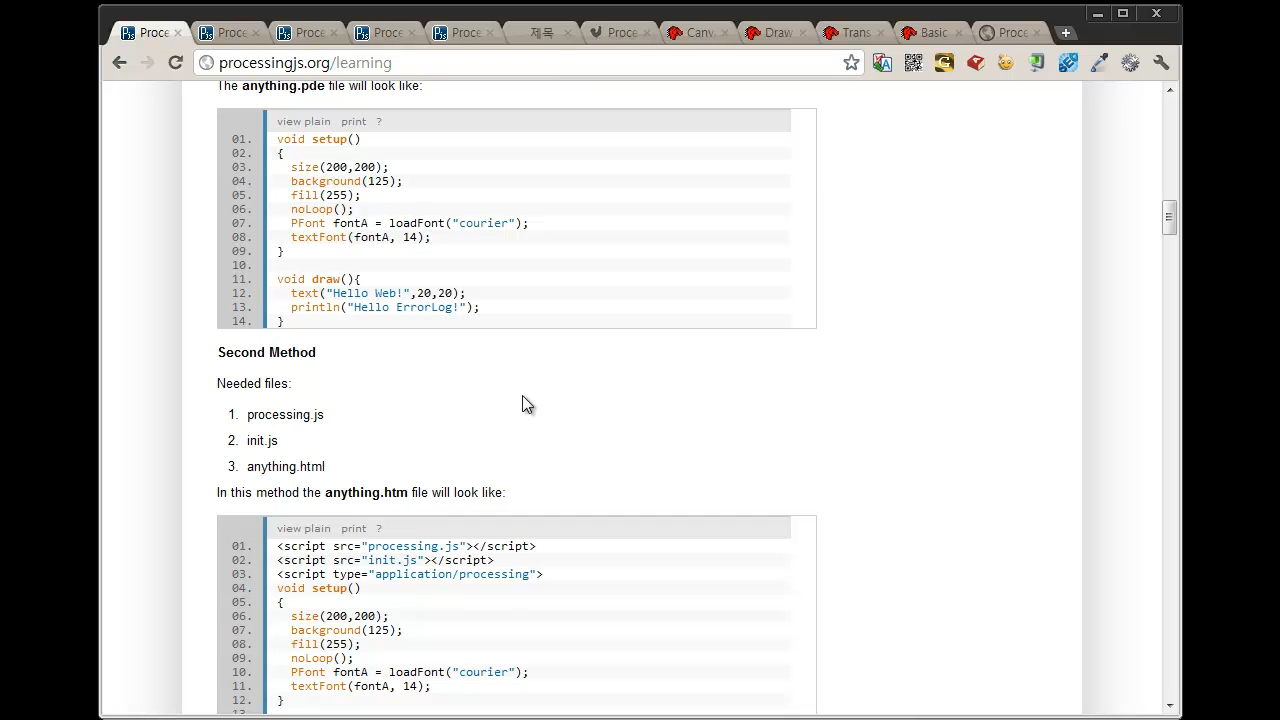 Proce
Proce
Proce
Proce
Proce
제목
Proce
Canv
Draw
Trans
Basic
Proce
processingjs.org/learning
The anything.pde file will look like:
view plain print ?
01. void setup()
02. {
03. size(200,200);
04. background(125);
05. fill(255);
06. noLoop();
07. PFont fontA = loadFont("courier");
08. textFont(fontA, 14);
09. }
10.
11. void draw(){
12. text("Hello Web!",20,20);
13. println("Hello ErrorLog!");
14. }
Second Method
Needed files:
1. processing.js
2. init.js
3. anything.html
In this method the anything.htm file will look like:
view plain print ?
01. <script src="processing.js"></script>
02. <script src="init.js"></script>
03. <script type="application/processing">
04. void setup()
05. {
06. size(200,200);
07. background(125);
08. fill(255);
09. noLoop();
10. PFont fontA = loadFont("courier");
11. textFont(fontA, 14);
12. }